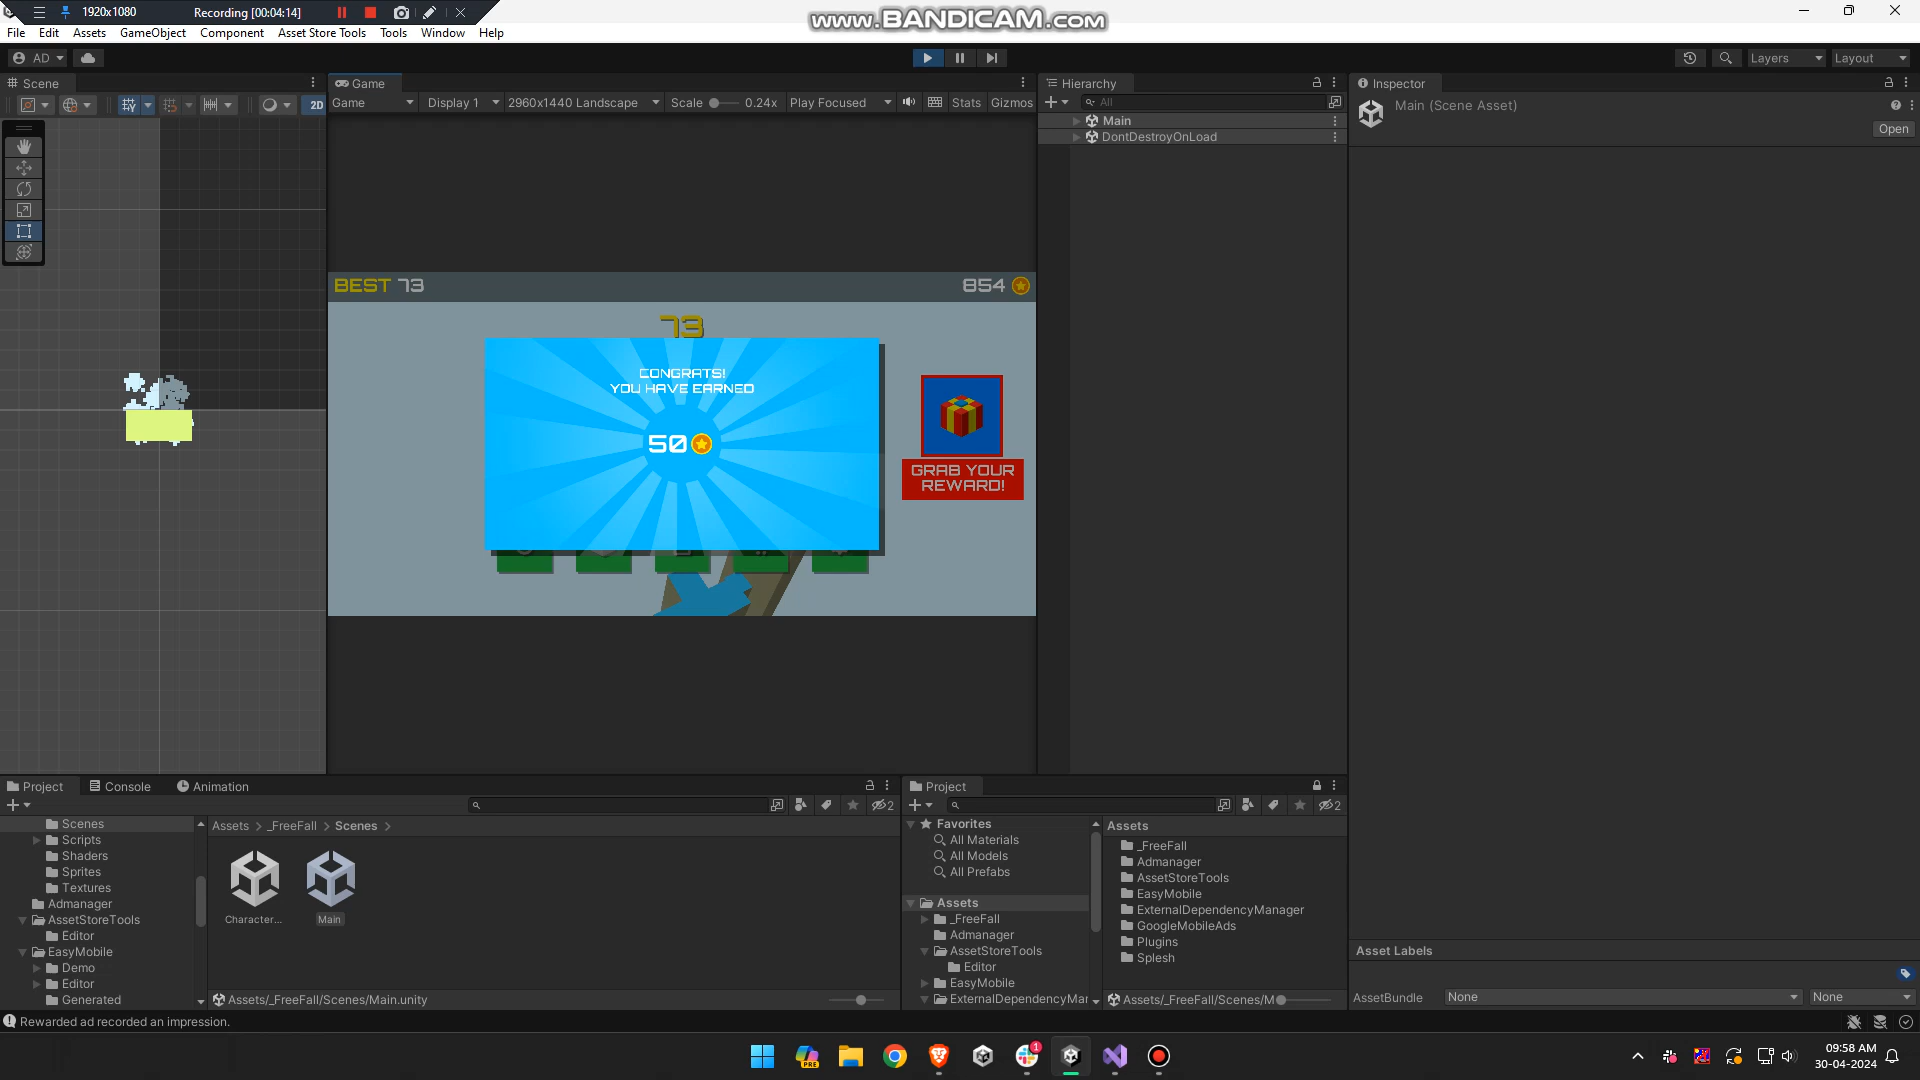 1920x1080
Recording [00:04:14]
www.BANDICAM.com
File Edit Assets GameObject Component Asset Store Tools Tools Window Help
AD
Layers
Layout
Scene
2D
Game
Game
Display 1
2960x1440 Landscape
Scale
0.24x
Play Focused
Stats
Gizmos
BEST 73
854
73
CONGRATS!
YOU HAVE EARNED
50
GRAB YOUR
REWARD!
Hierarchy
All
Main
DontDestroyOnLoad
Inspector
Main (Scene Asset)
Open
Project
Console
Animation
2
Scenes
Scripts
Shaders
Sprites
Textures
Admanager
AssetStoreTools
Editor
EasyMobile
Demo
Editor
Generated
Assets > _FreeFall > Scenes >
Character...
Main
Assets/_FreeFall/Scenes/Main.unity
Project
2
Favorites
All Materials
All Models
All Prefabs
Assets
_FreeFall
Admanager
AssetStoreTools
Editor
EasyMobile
ExternalDependencyMar
Assets
_FreeFall
Admanager
AssetStoreTools
EasyMobile
ExternalDependencyManager
GoogleMobileAds
Plugins
Splesh
Assets/_FreeFall/Scenes/M
Asset Labels
AssetBundle
None
None
Rewarded ad recorded an impression.
PRE
1
09:58 AM
30-04-2024